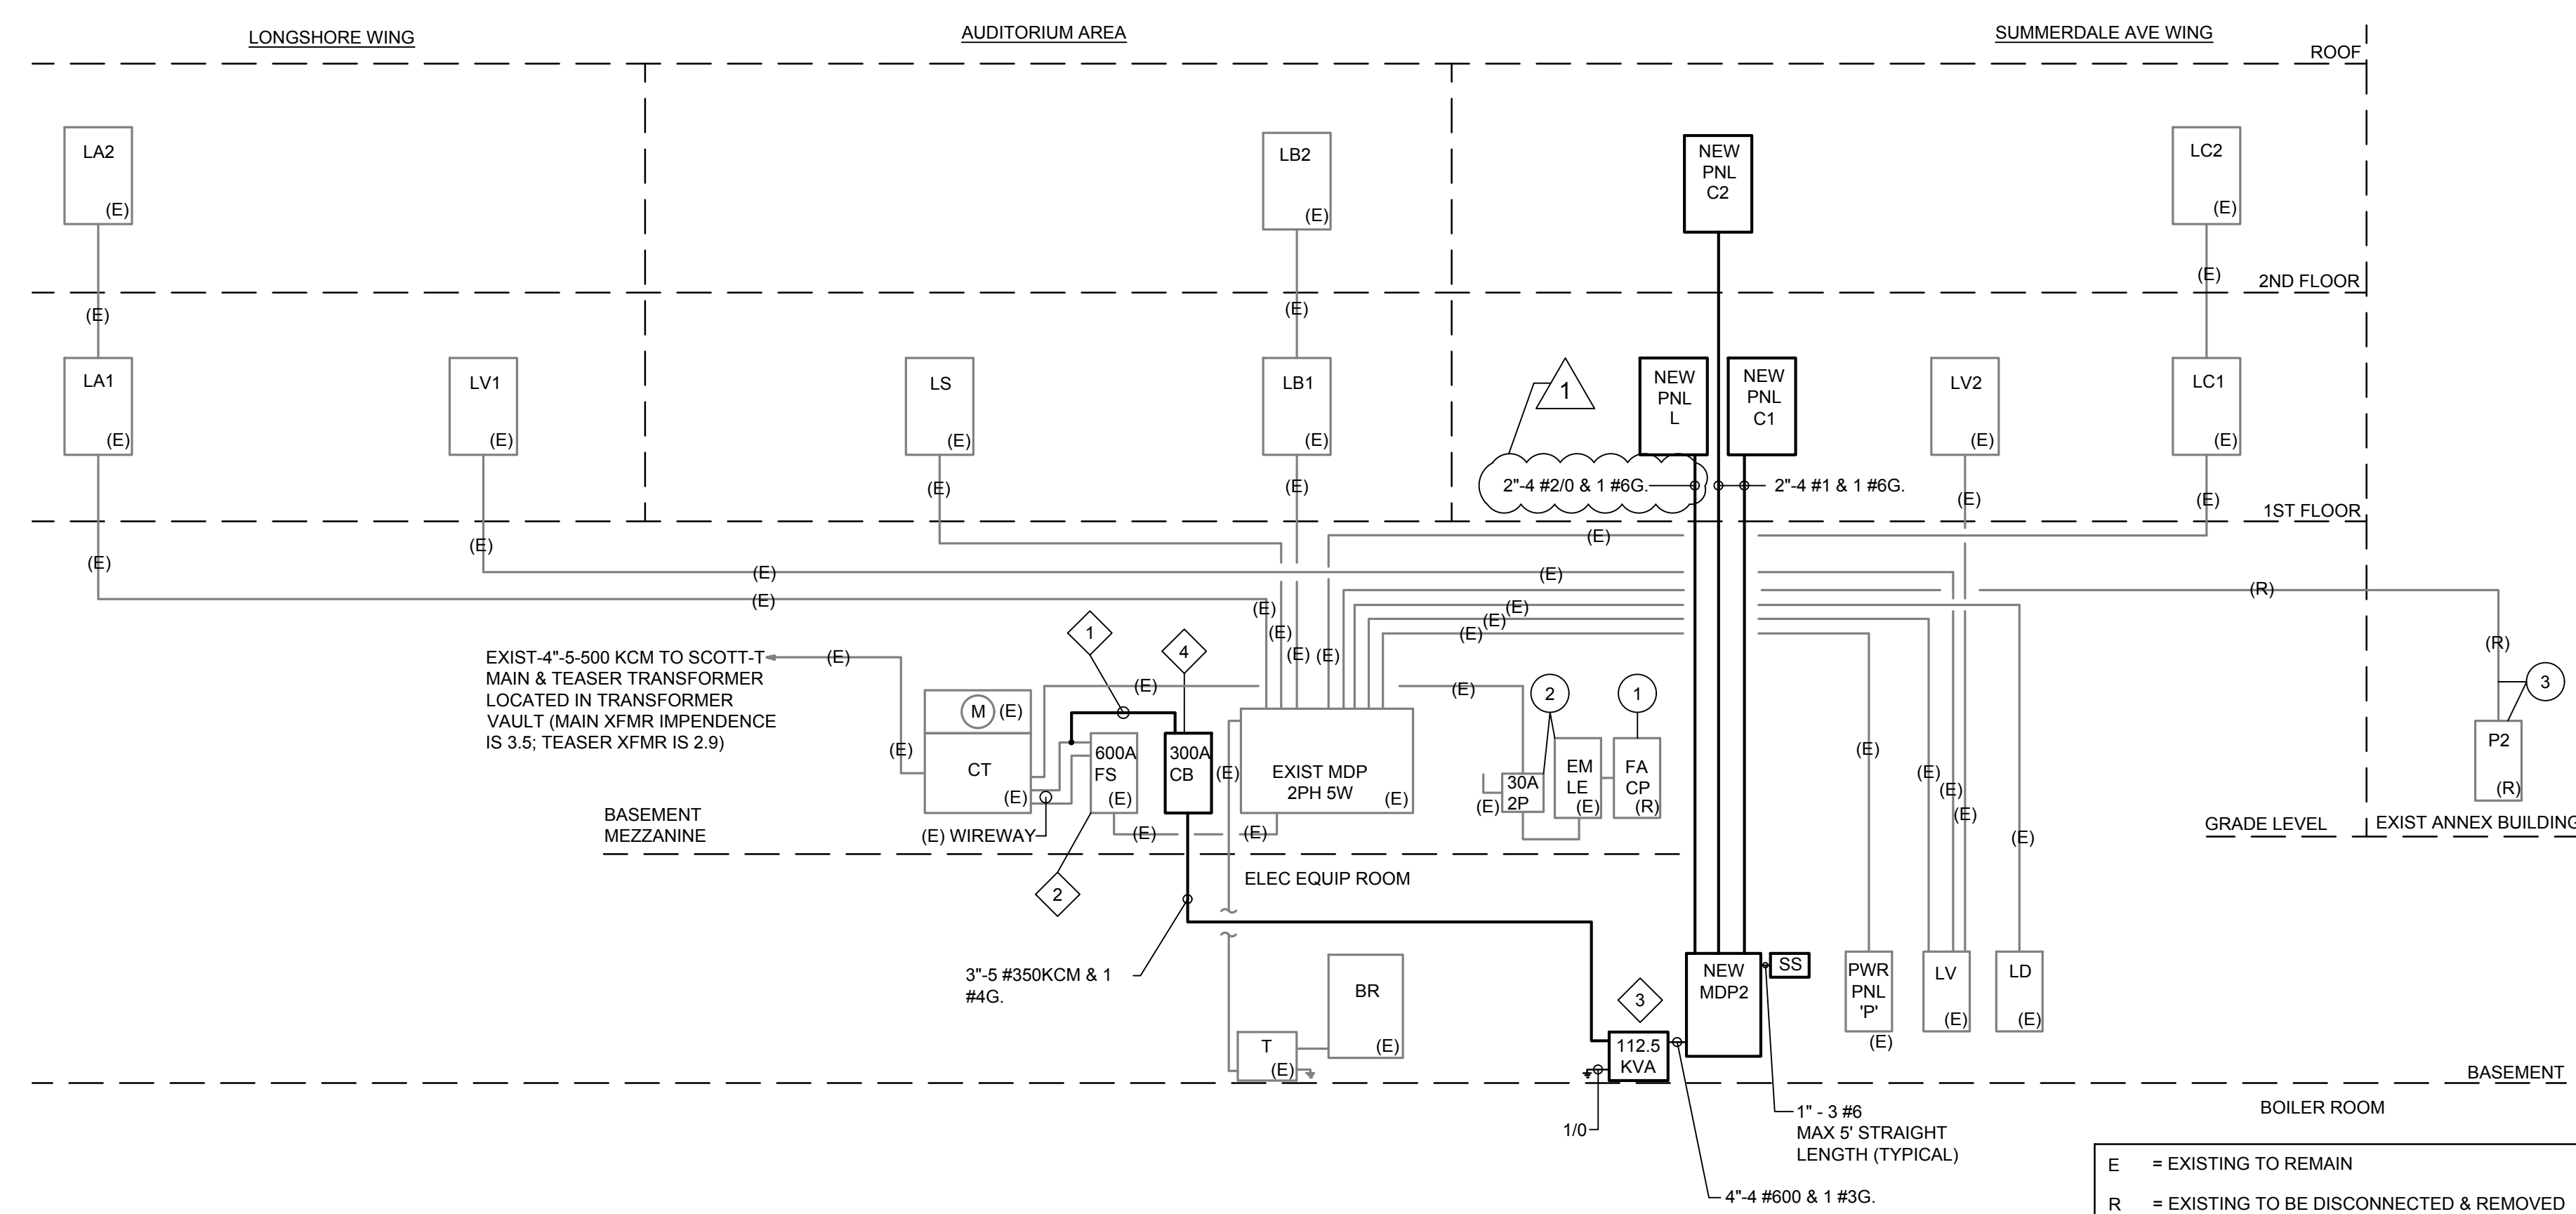 LONGSHORE WING
AUDITORIUM AREA
SUMMERDALE AVE WING
ROOF
LA2
(E)
LB2
(E)
NEW
PNL
C2
LC2
(E)
(E)
2ND FLOOR
(E)
(E)
LA1
(E)
LV1
(E)
LS
(E)
LB1
(E)
1
NEW
PNL
L
NEW
PNL
C1
LV2
(E)
LC1
(E)
(E)
(E)
2"-4 #2/0 & 1 #6G.
2"-4 #1 & 1 #6G.
(E)
(E)
1ST FLOOR
(E)
(E)
(E)
(E)
(E)
(E)
(E)
(E)
(R)
(E)
(E)
(E)
(E)
(E)
(E)
(E)
(R)
EXIST-4"-5-500 KCM TO SCOTT-T
MAIN & TEASER TRANSFORMER
LOCATED IN TRANSFORMER
VAULT (MAIN XFMR IMPENDENCE
IS 3.5; TEASER XFMR IS 2.9)
(E)
1
4
(E)
(E)
2
1
3
M
(E)
(E)
CT
(E)
600A
FS
(E)
300A
CB
(E)
EXIST MDP
2PH 5W
(E)
30A
2P
(E)
EM
LE
(E)
FA
CP
(R)
(E)
(E)
(E)
(E)
(E)
P2
(R)
BASEMENT
MEZZANINE
(E) WIREWAY
(E)
(E)
GRADE LEVEL
EXIST ANNEX BUILDING
2
ELEC EQUIP ROOM
3"-5 #350KCM & 1
#4G.
BR
(E)
T
(E)
3
112.5
KVA
NEW
MDP2
SS
PWR
PNL
'P'
(E)
LV
(E)
LD
(E)
BASEMENT
BOILER ROOM
1/0
1" - 3 #6
MAX 5' STRAIGHT
LENGTH (TYPICAL)
4"-4 #600 & 1 #3G.
E = EXISTING TO REMAIN
R = EXISTING TO BE DISCONNECTED & REMOVED